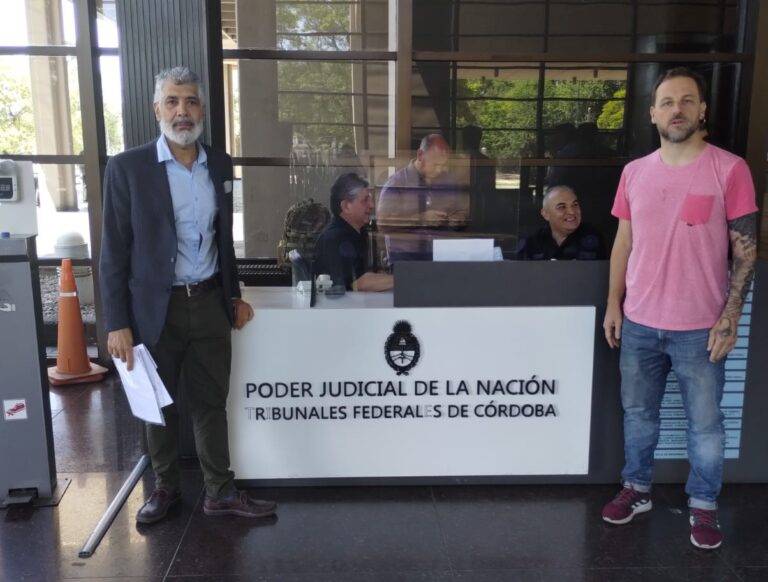 PODER JUDICIAL DE LA NACIÓN
TRIBUNALES FEDERALES DE CÓRDOBA